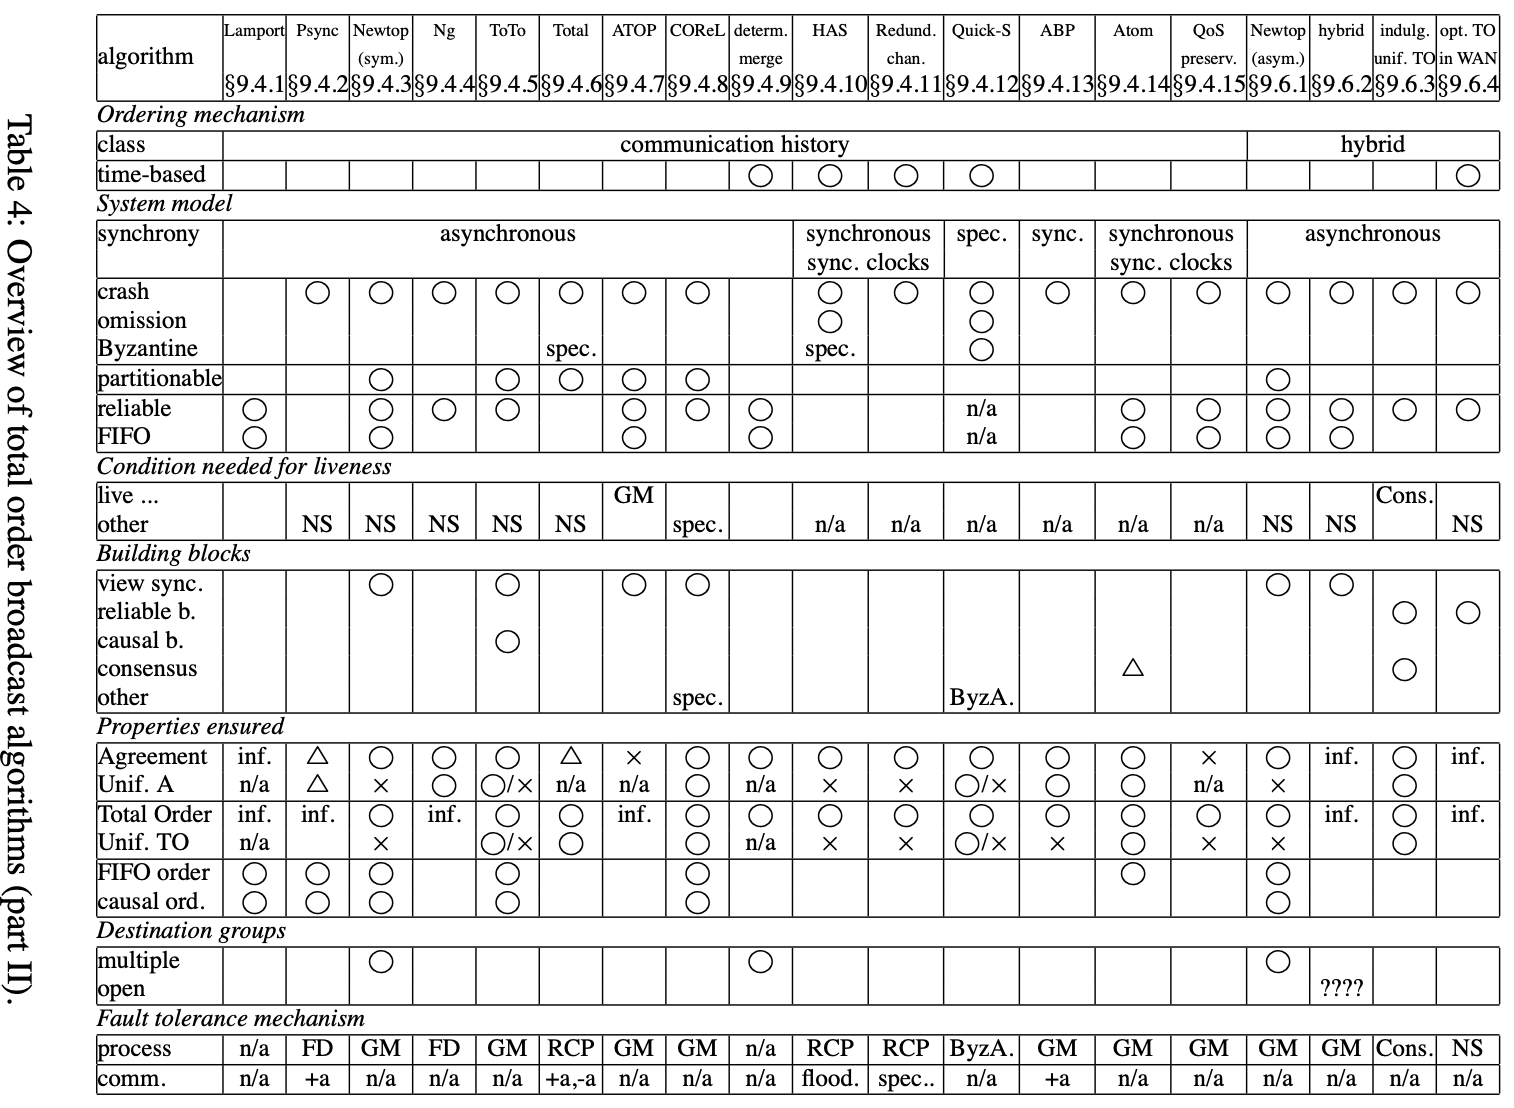 Table 4: Overview of total order broadcast algorithms (part II).
algorithm Lamport §9.4.1 Psync §9.4.2 Newtop (sym.) §9.4.3 Ng §9.4.4 ToTo §9.4.5 Total §9.4.6 ATOP §9.4.7 COReL §9.4.8 determ. merge §9.4.9 HAS §9.4.10 Redund. chan. §9.4.11 Quick-S §9.4.12 ABP §9.4.13 Atom §9.4.14 QoS preserv. §9.4.15 Newtop (asym.) §9.6.1 hybrid §9.6.2 indulg. unif. TO §9.6.3 opt. TO in WAN §9.6.4
Ordering mechanism
class communication history hybrid
time-based ○ ○ ○ ○ ○
System model
synchrony asynchronous synchronous sync. clocks spec. sync. synchronous sync. clocks asynchronous
crash ○ ○ ○ ○ ○ ○ ○ ○ ○ ○ ○ ○ ○ ○ ○ ○ ○
omission ○ ○
Byzantine spec. spec. ○
partitionable ○ ○ ○ ○ ○ ○
reliable ○ ○ ○ ○ ○ ○ ○ n/a ○ ○ ○ ○ ○ ○
FIFO ○ ○ ○ ○ n/a ○ ○ ○ ○
Condition needed for liveness
live ... GM Cons.
other NS NS NS NS NS spec. n/a n/a n/a n/a n/a n/a NS NS NS
Building blocks
view sync. ○ ○ ○ ○ ○ ○
reliable b. ○ ○
causal b. ○
consensus △ ○
other spec. ByzA.
Properties ensured
Agreement inf. △ ○ ○ ○ △ × ○ ○ ○ ○ ○ ○ ○ × ○ inf. ○ inf.
Unif. A n/a △ × ○ ○/× n/a n/a ○ n/a × × ○/× ○ ○ n/a × ○
Total Order inf. inf. ○ inf. ○ ○ inf. ○ ○ ○ ○ ○ ○ ○ ○ ○ inf. ○ inf.
Unif. TO n/a × ○/× ○ ○ n/a × × ○/× × ○ × × ○
FIFO order ○ ○ ○ ○ ○ ○ ○
causal ord. ○ ○ ○ ○ ○ ○
Destination groups
multiple ○ ○ ○
open ????
Fault tolerance mechanism
process n/a FD GM FD GM RCP GM GM n/a RCP RCP ByzA. GM GM GM GM GM Cons. NS
comm. n/a +a n/a n/a n/a +a,-a n/a n/a n/a flood. spec.. n/a +a n/a n/a n/a n/a n/a n/a